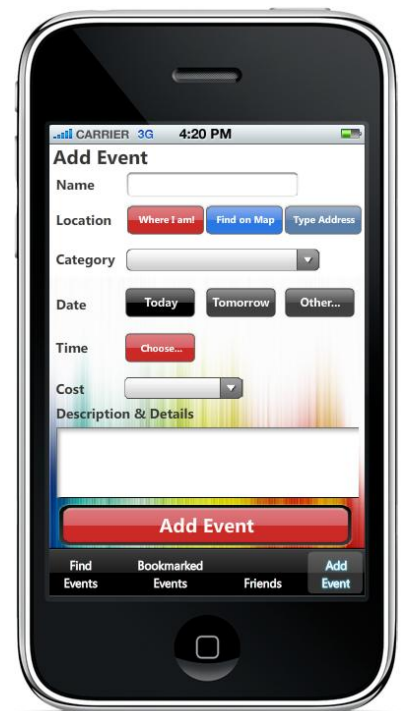 CARRIER 3G 4:20 PM
Add Event
Name
Location Where I am! Find on Map Type Address
Category
Date Today Tomorrow Other...
Time Choose...
Cost
Description & Details
Add Event
Find Events
Bookmarked Events
Friends
Add Event